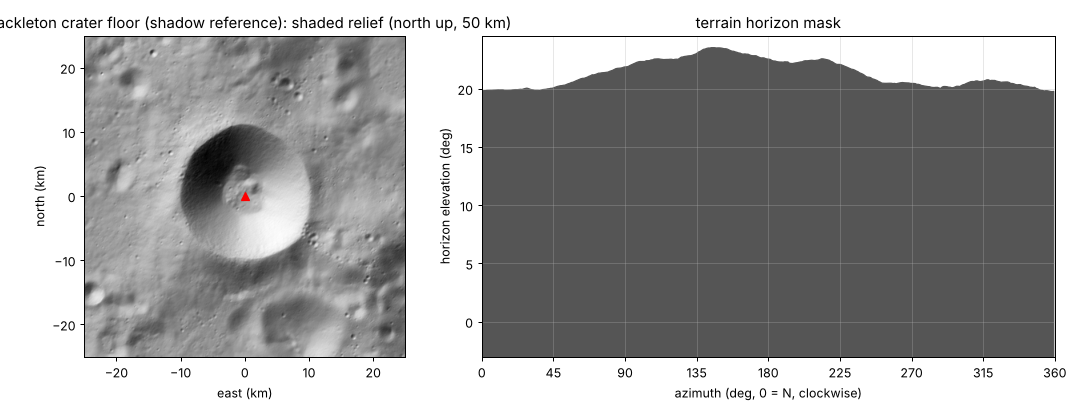 ackleton crater floor (shadow reference): shaded relief (north up, 50 km)
20
10
0
−10
−20
north (km)
−20 −10 0 10 20
east (km)
terrain horizon mask
20
15
10
5
0
horizon elevation (deg)
0 45 90 135 180 225 270 315 360
azimuth (deg, 0 = N, clockwise)